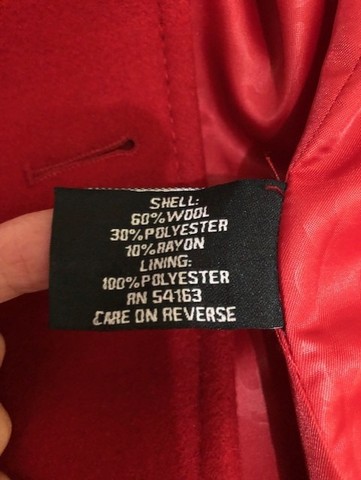 SHELL:
60% WOOL
30% POLYESTER
10% RAYON
LINING:
100% POLYESTER
RN 54163
CARE ON REVERSE